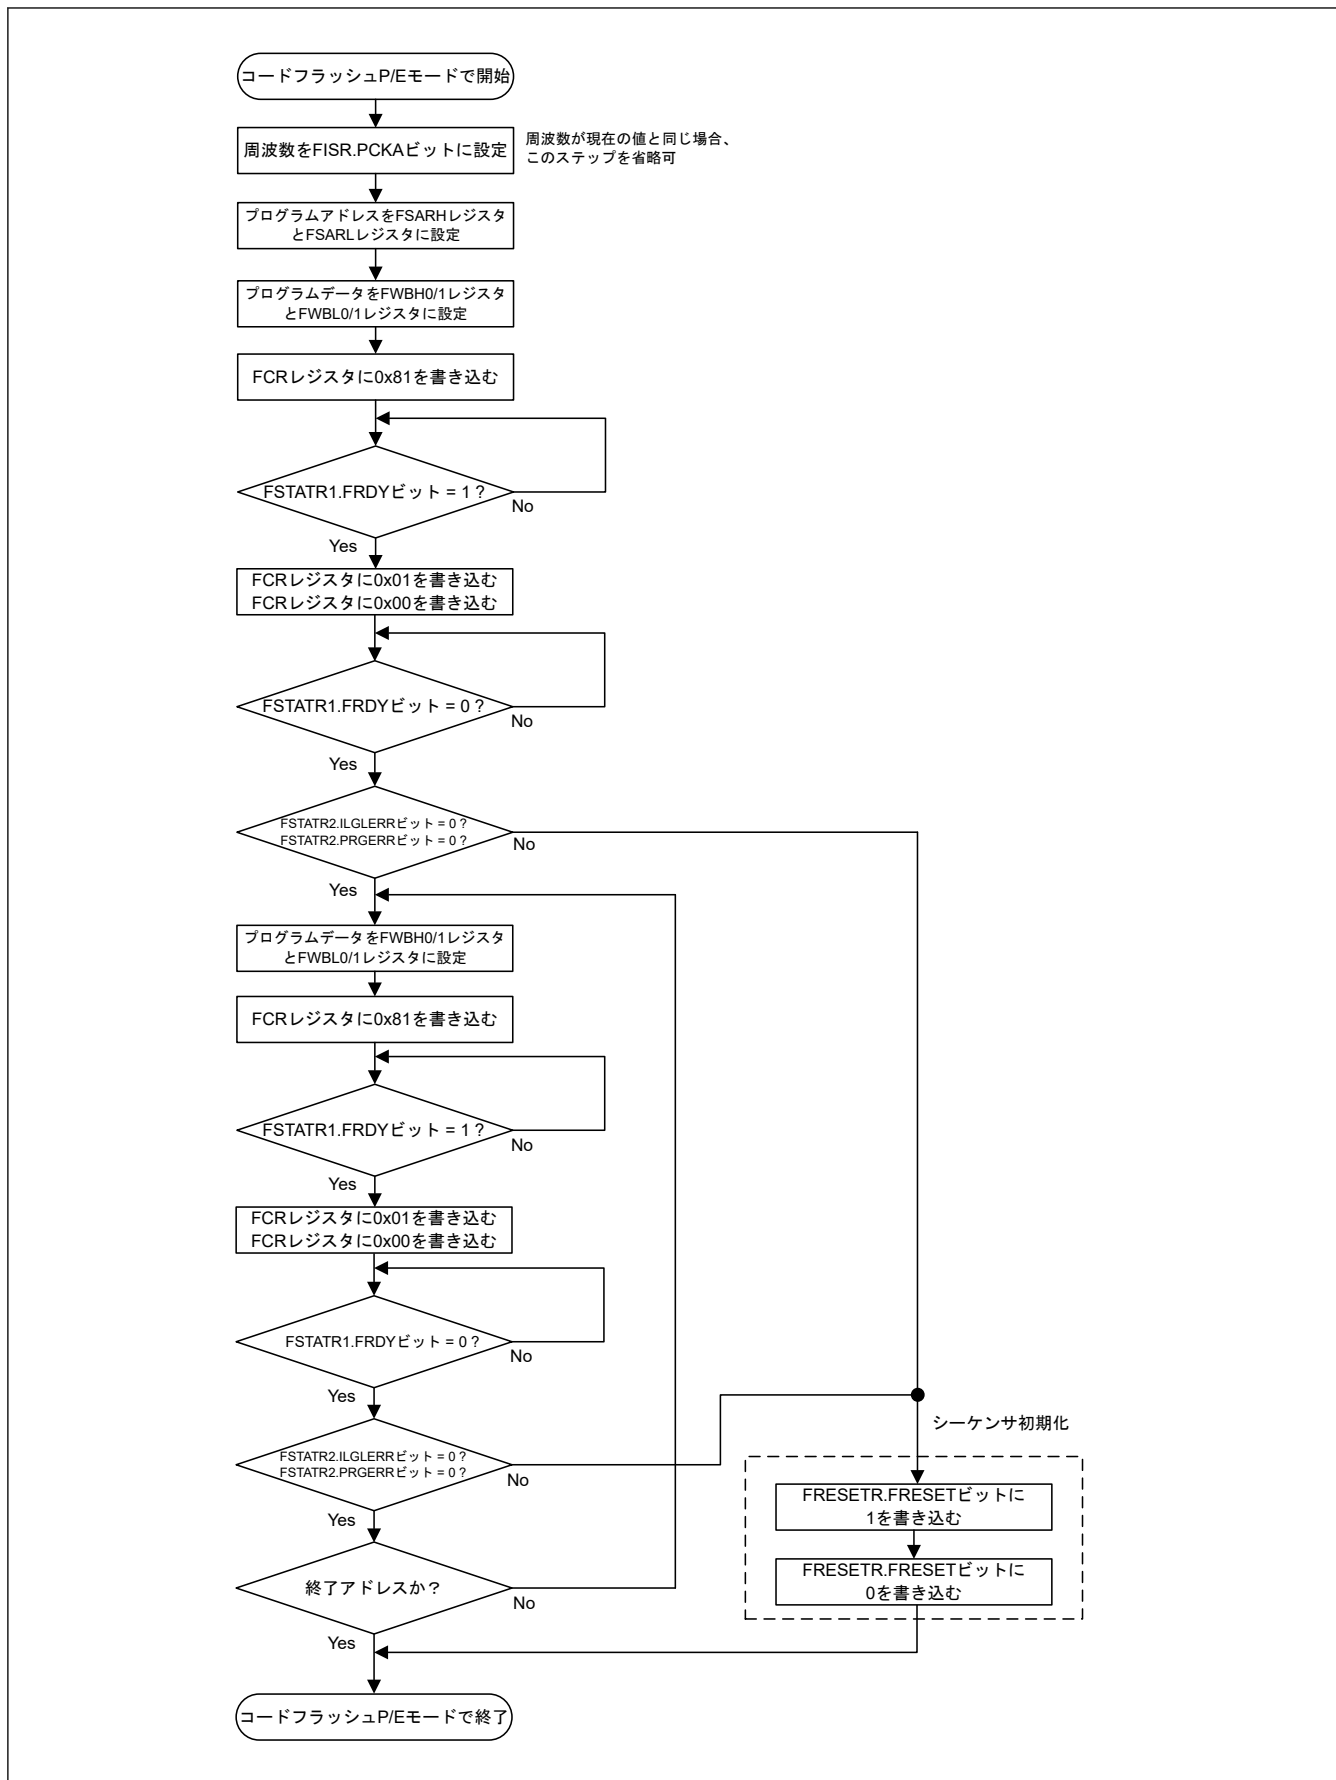 コードフラッシュP/Eモードで開始
周波数をFISR.PCKAビットに設定
周波数が現在の値と同じ場合、
このステップを省略可
プログラムアドレスをFSARHレジスタ
とFSARLレジスタに設定
プログラムデータをFWBH0/1レジスタ
とFWBL0/1レジスタに設定
FCRレジスタに0x81を書き込む
FSTATR1.FRDYビット = 1 ?
No
Yes
FCRレジスタに0x01を書き込む
FCRレジスタに0x00を書き込む
FSTATR1.FRDYビット = 0 ?
No
Yes
FSTATR2.ILGLERRビット = 0 ?
FSTATR2.PRGERRビット = 0 ?
No
Yes
プログラムデータをFWBH0/1レジスタ
とFWBL0/1レジスタに設定
FCRレジスタに0x81を書き込む
FSTATR1.FRDYビット = 1 ?
No
Yes
FCRレジスタに0x01を書き込む
FCRレジスタに0x00を書き込む
FSTATR1.FRDYビット = 0 ?
No
Yes
FSTATR2.ILGLERRビット = 0 ?
FSTATR2.PRGERRビット = 0 ?
No
Yes
終了アドレスか？
No
Yes
シーケンサ初期化
FRESETR.FRESETビットに
1を書き込む
FRESETR.FRESETビットに
0を書き込む
コードフラッシュP/Eモードで終了